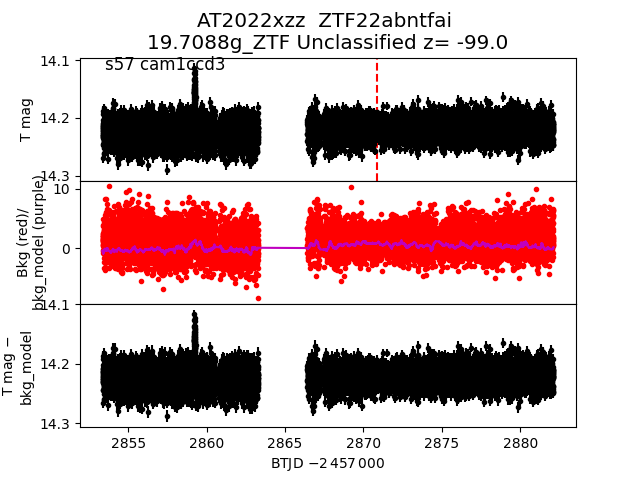 AT2022xzz  ZTF22abntfai
19.7088g_ZTF Unclassified z= -99.0
s57 cam1ccd3
14.1
14.2
14.3
T mag
10
0
Bkg (red)/
bkg_model (purple)
14.1
14.2
14.3
T mag −
bkg_model
2855 2860 2865 2870 2875 2880
BTJD −2 457 000